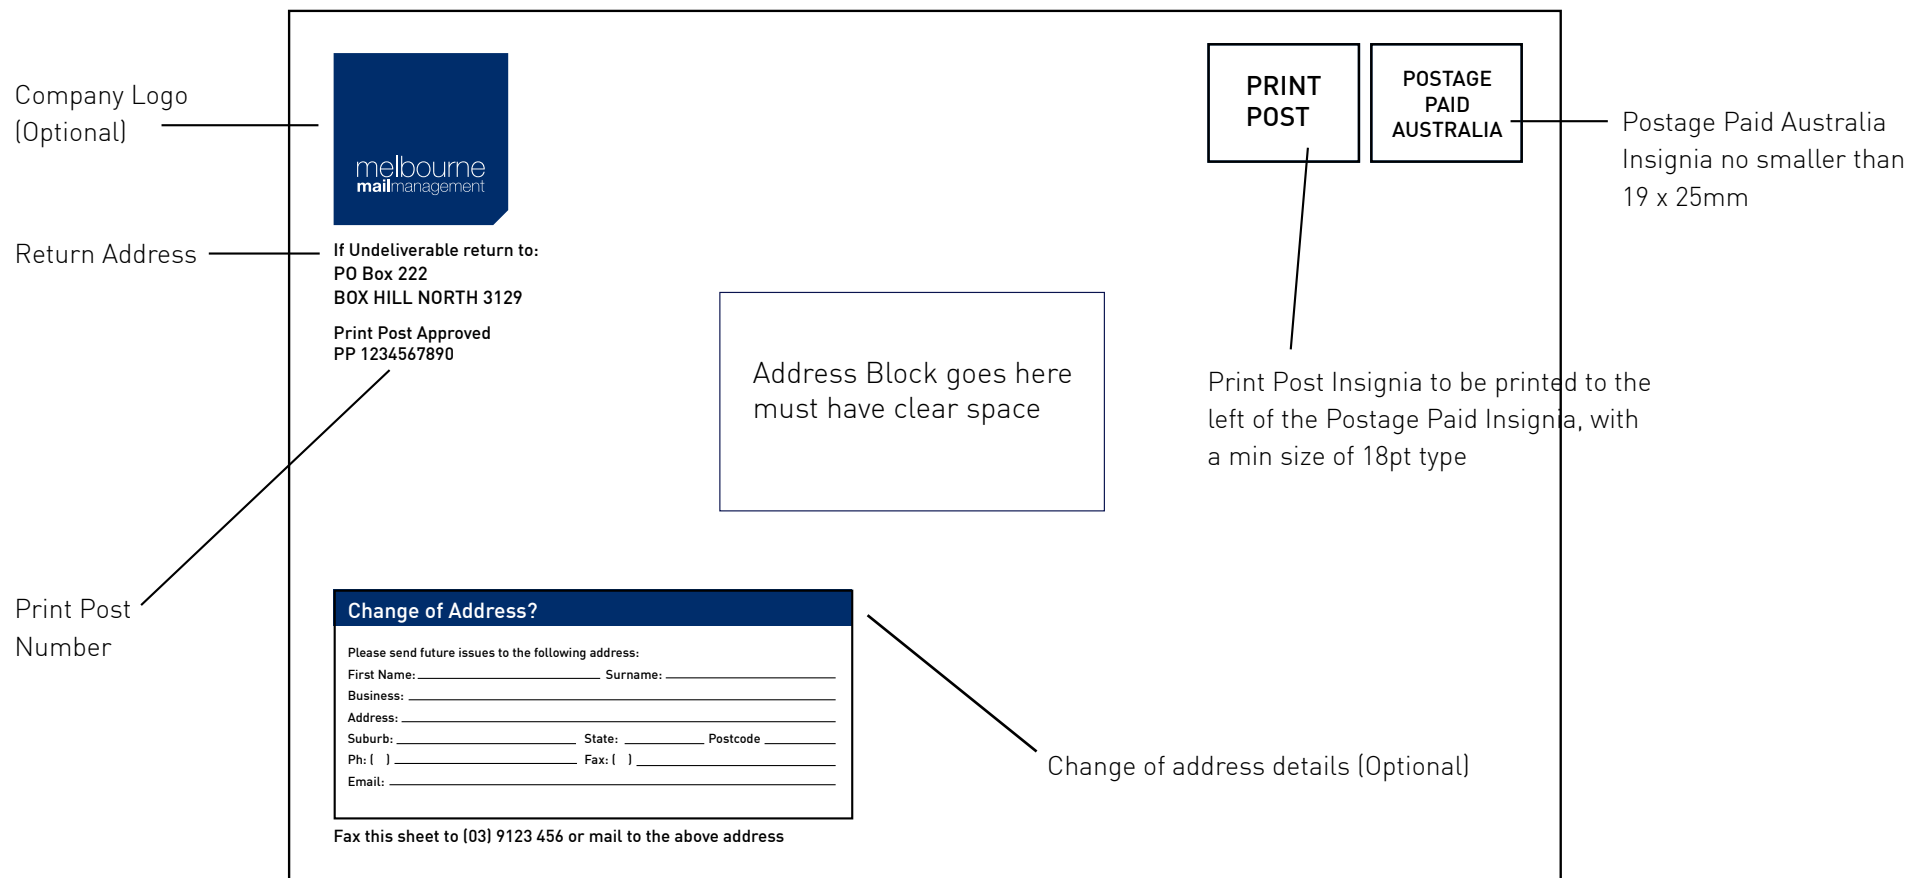 Company Logo
(Optional)
melbourne
mailmanagement
PRINT
POST
POSTAGE
PAID
AUSTRALIA
Postage Paid Australia
Insignia no smaller than
19 x 25mm
Return Address
If Undeliverable return to:
PO Box 222
BOX HILL NORTH 3129
Print Post Approved
PP 1234567890
Address Block goes here
must have clear space
Print Post Insignia to be printed to the
left of the Postage Paid Insignia, with
a min size of 18pt type
Print Post
Number
Change of Address?
Please send future issues to the following address:
First Name: Surname:
Business:
Address:
Suburb: State: Postcode
Ph: ( ) Fax: ( )
Email:
Change of address details (Optional)
Fax this sheet to (03) 9123 456 or mail to the above address